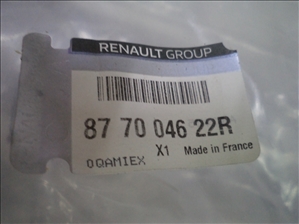 RENAULT GROUP
87 70 046 22R
X1 Made in France
0QAMIEX